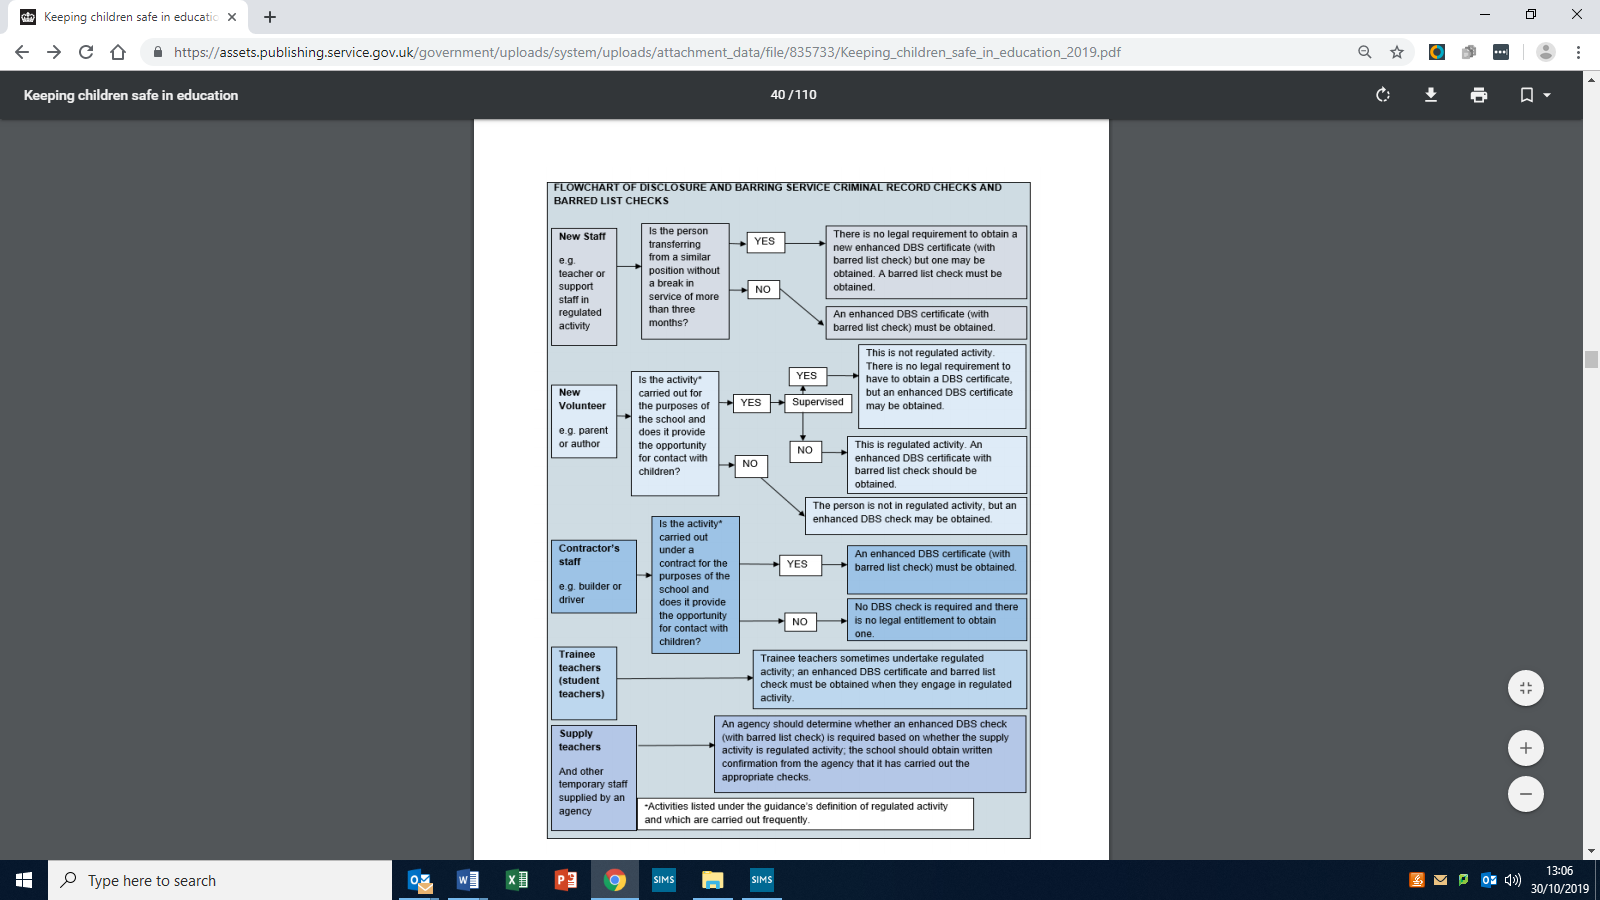 Keeping children safe in educatio
https://assets.publishing.service.gov.uk/government/uploads/system/uploads/attachment_data/file/835733/Keeping_children_safe_in_education_2019.pdf
Keeping children safe in education
40 / 110
FLOWCHART OF DISCLOSURE AND BARRING SERVICE CRIMINAL RECORD CHECKS AND
BARRED LIST CHECKS
New Staff
e.g.
teacher or
support
staff in
regulated
activity
Is the person
transferring
from a similar
position without
a break in
service of more
than three
months?
YES
There is no legal requirement to obtain a
new enhanced DBS certificate (with
barred list check) but one may be
obtained. A barred list check must be
obtained.
NO
An enhanced DBS certificate (with
barred list check) must be obtained.
New
Volunteer
e.g. parent
or author
Is the activity*
carried out for
the purposes of
the school and
does it provide
the opportunity
for contact with
children?
YES
Supervised
YES
This is not regulated activity.
There is no legal requirement to
have to obtain a DBS certificate,
but an enhanced DBS certificate
may be obtained.
NO
This is regulated activity. An
enhanced DBS certificate with
barred list check should be
obtained.
NO
The person is not in regulated activity, but an
enhanced DBS check may be obtained.
Contractor's
staff
e.g. builder or
driver
Is the activity*
carried out
under a
contract for the
purposes of the
school and
does it provide
the opportunity
for contact with
children?
YES
An enhanced DBS certificate (with
barred list check) must be obtained.
NO
No DBS check is required and there
is no legal entitlement to obtain
one.
Trainee
teachers
(student
teachers)
Trainee teachers sometimes undertake regulated
activity; an enhanced DBS certificate and barred list
check must be obtained when they engage in regulated
activity.
Supply
teachers
And other
temporary staff
supplied by an
agency
An agency should determine whether an enhanced DBS check
(with barred list check) is required based on whether the supply
activity is regulated activity; the school should obtain written
confirmation from the agency that it has carried out the
appropriate checks.
*Activities listed under the guidance's definition of regulated activity
and which are carried out frequently.
Type here to search
SIMS
SIMS
13:06
30/10/2019